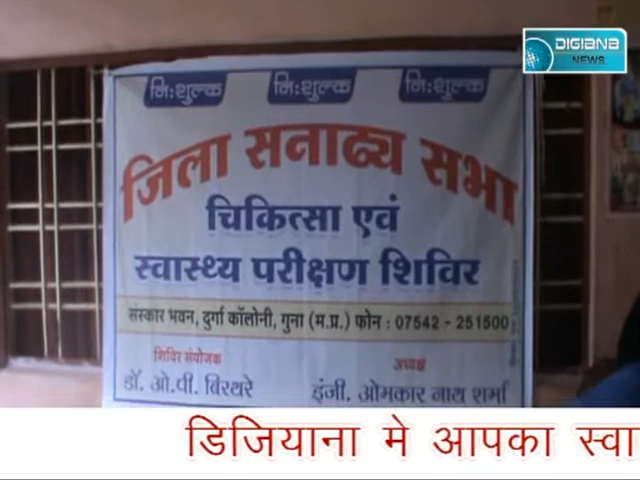 DIGIANA
NEWS
नि:शुल्क नि:शुल्क नि:शुल्क
जिला सनाढ्य सभा
चिकित्सा एवं
स्वास्थ्य परीक्षण शिविर
संस्कार भवन, दुर्गा कॉलोनी, गुना (म.प्र.) फोन : 07542 - 251500
शिविर संयोजक
डॉ. ओ.पी. बिरथरे
अध्यक्ष
इंजी. ओमकार नाथ शर्मा
डिजियाना मे आपका स्वा